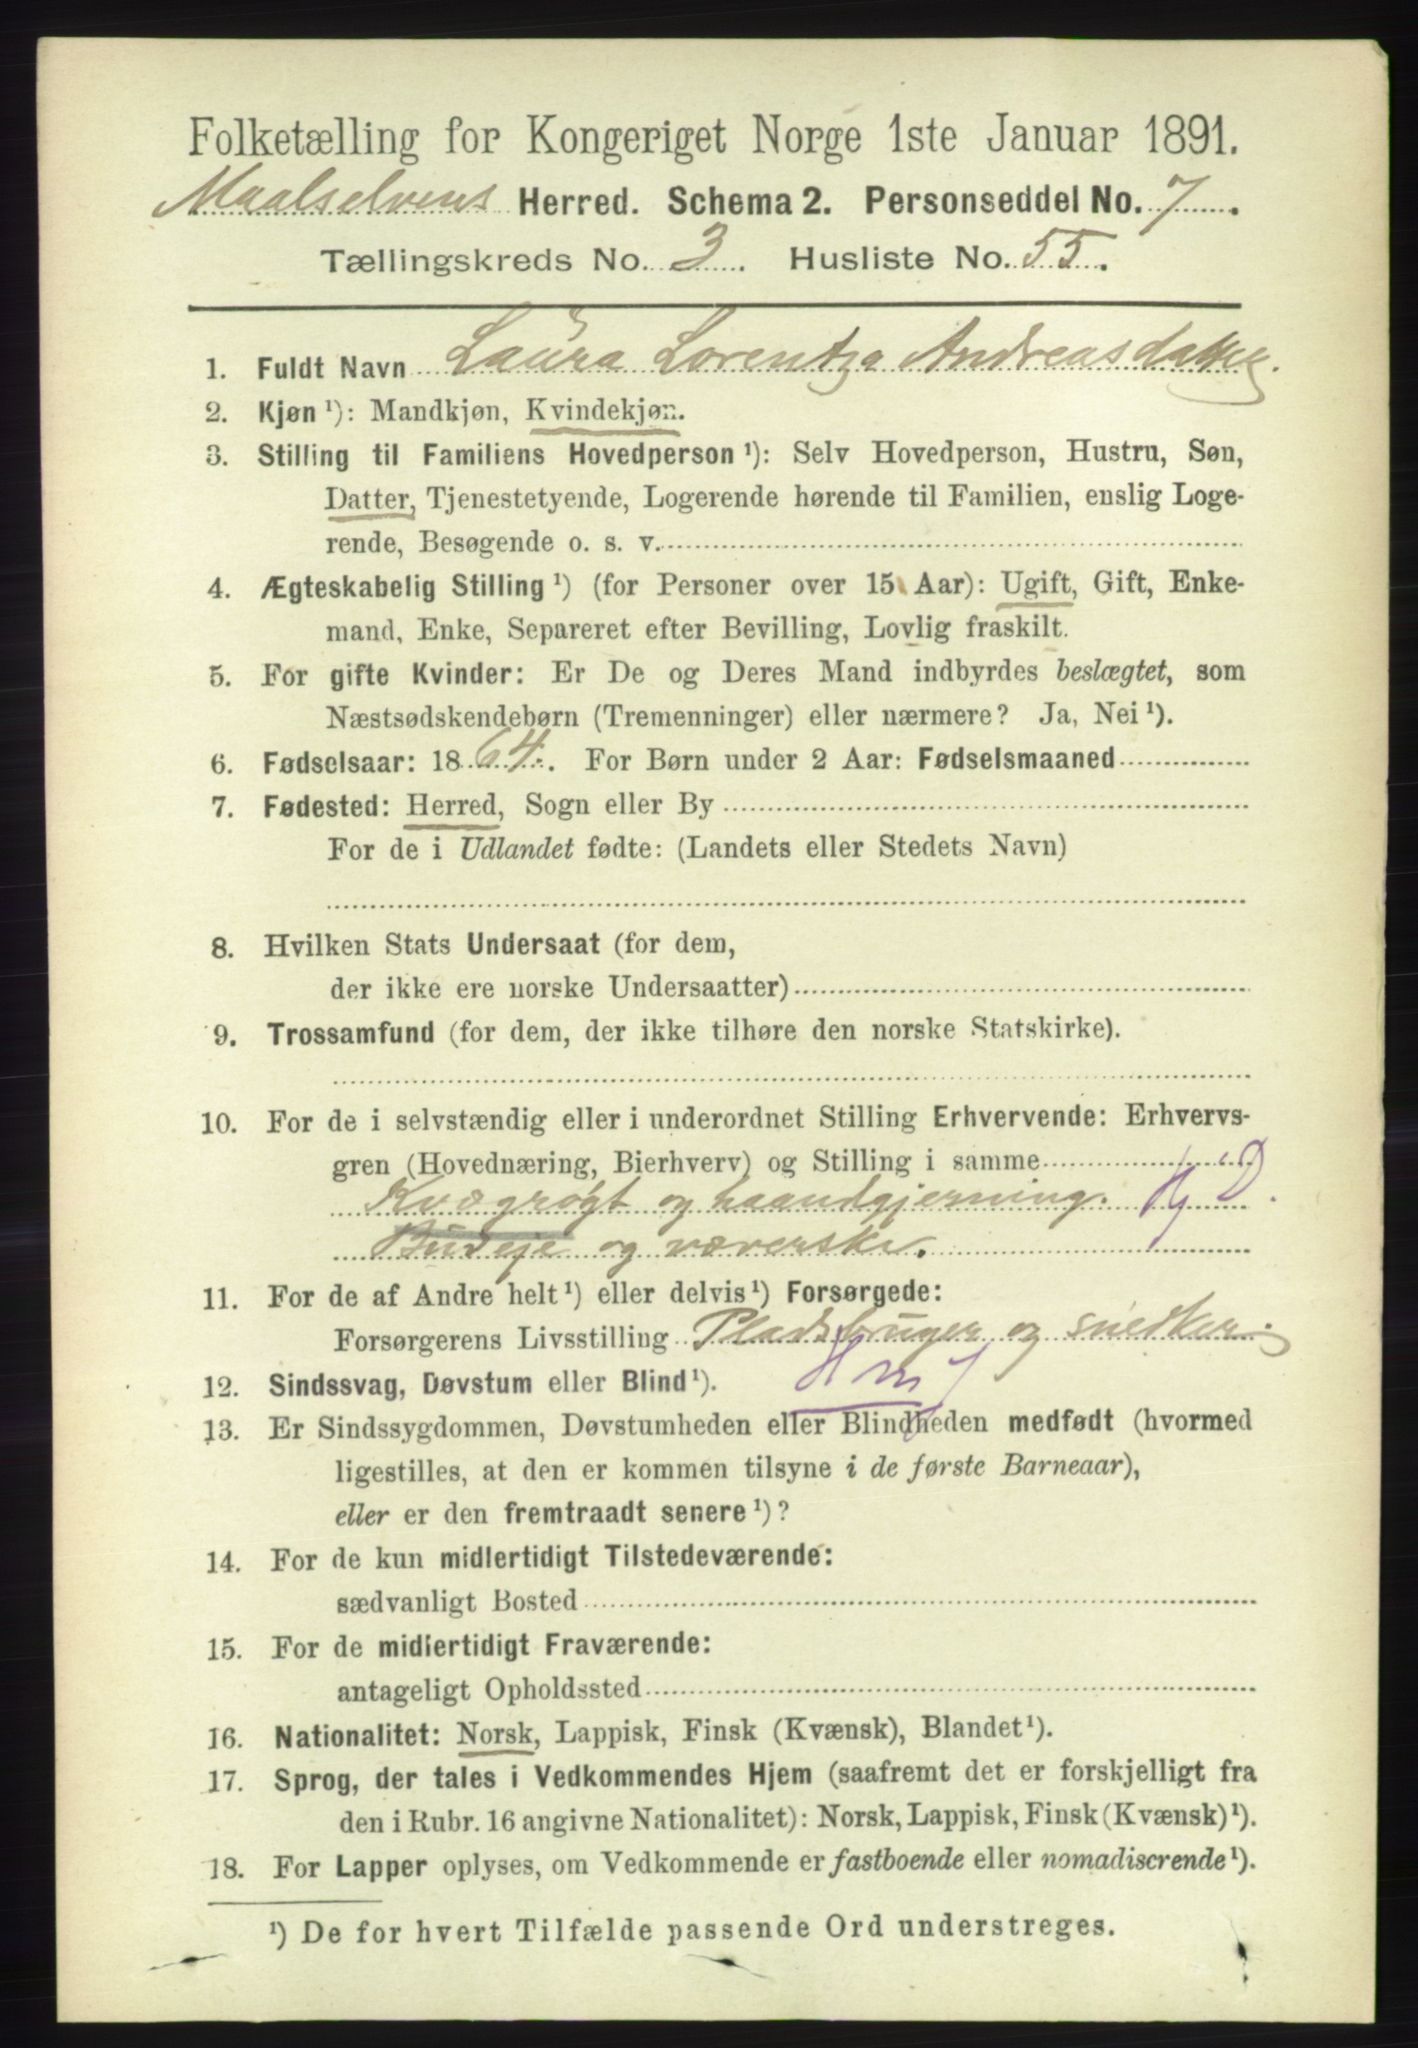 Folketælling for Kongeriget Norge 1ste Januar 1891.
Maalselvens Herred. Schema 2. Personseddel No. 7.
Tællingskreds No. 3. Husliste No. 55.
1. Fuldt Navn Laura Lorentza Andreasdatter.
2. Kjøn ¹): Mandkjøn, Kvindekjøn.
3. Stilling til Familiens Hovedperson ¹): Selv Hovedperson, Hustru, Søn,
Datter, Tjenestetyende, Logerende hørende til Familien, enslig Loge-
rende, Besøgende o. s. v.
4. Ægteskabelig Stilling ¹) (for Personer over 15 Aar): Ugift, Gift, Enke-
mand, Enke, Separeret efter Bevilling, Lovlig fraskilt.
5. For gifte Kvinder: Er De og Deres Mand indbyrdes beslægtet, som
Næstsødskendebørn (Tremenninger) eller nærmere? Ja, Nei ¹).
6. Fødselsaar: 1864. For Børn under 2 Aar: Fødselsmaaned
7. Fødested: Herred, Sogn eller By
For de i Udlandet fødte: (Landets eller Stedets Navn)
8. Hvilken Stats Undersaat (for dem,
der ikke ere norske Undersaatter)
9. Trossamfund (for dem, der ikke tilhøre den norske Statskirke).
10. For de i selvstændig eller i underordnet Stilling Erhvervende: Erhvervs-
gren (Hovednæring, Bierhverv) og Stilling i samme
Kvægrøgt og haandgjerning. Hj D.
Budeje og væverske.
11. For de af Andre helt ¹) eller delvis ¹) Forsørgede:
Forsørgerens Livsstilling Pladsbruger og snedker.
12. Sindssvag, Døvstum eller Blind ¹).
13. Er Sindssygdommen, Døvstumheden eller Blindheden medfødt (hvormed
ligestilles, at den er kommen tilsyne i de første Barneaar),
eller er den fremtraadt senere ¹)?
14. For de kun midlertidigt Tilstedeværende:
sædvanligt Bosted
15. For de midlertidigt Fraværende:
antageligt Opholdssted
16. Nationalitet: Norsk, Lappisk, Finsk (Kvænsk), Blandet ¹).
17. Sprog, der tales i Vedkommendes Hjem (saafremt det er forskjelligt fra
den i Rubr. 16 angivne Nationalitet): Norsk, Lappisk, Finsk (Kvænsk) ¹).
18. For Lapper oplyses, om Vedkommende er fastboende eller nomadiserende ¹).
¹) De for hvert Tilfælde passende Ord understreges.